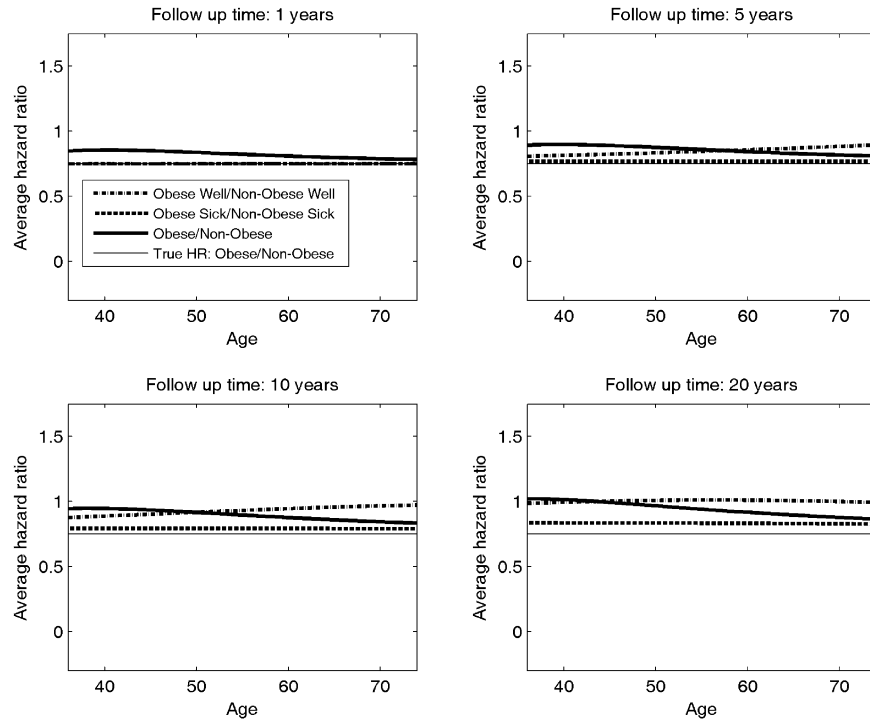 Follow up time: 1 years
1.5
1
0.5
0
Average hazard ratio
Obese Well/Non-Obese Well
Obese Sick/Non-Obese Sick
Obese/Non-Obese
True HR: Obese/Non-Obese
40 50 60 70
Age
Follow up time: 5 years
1.5
1
0.5
0
Average hazard ratio
40 50 60 70
Age
Follow up time: 10 years
1.5
1
0.5
0
Average hazard ratio
40 50 60 70
Age
Follow up time: 20 years
1.5
1
0.5
0
Average hazard ratio
40 50 60 70
Age